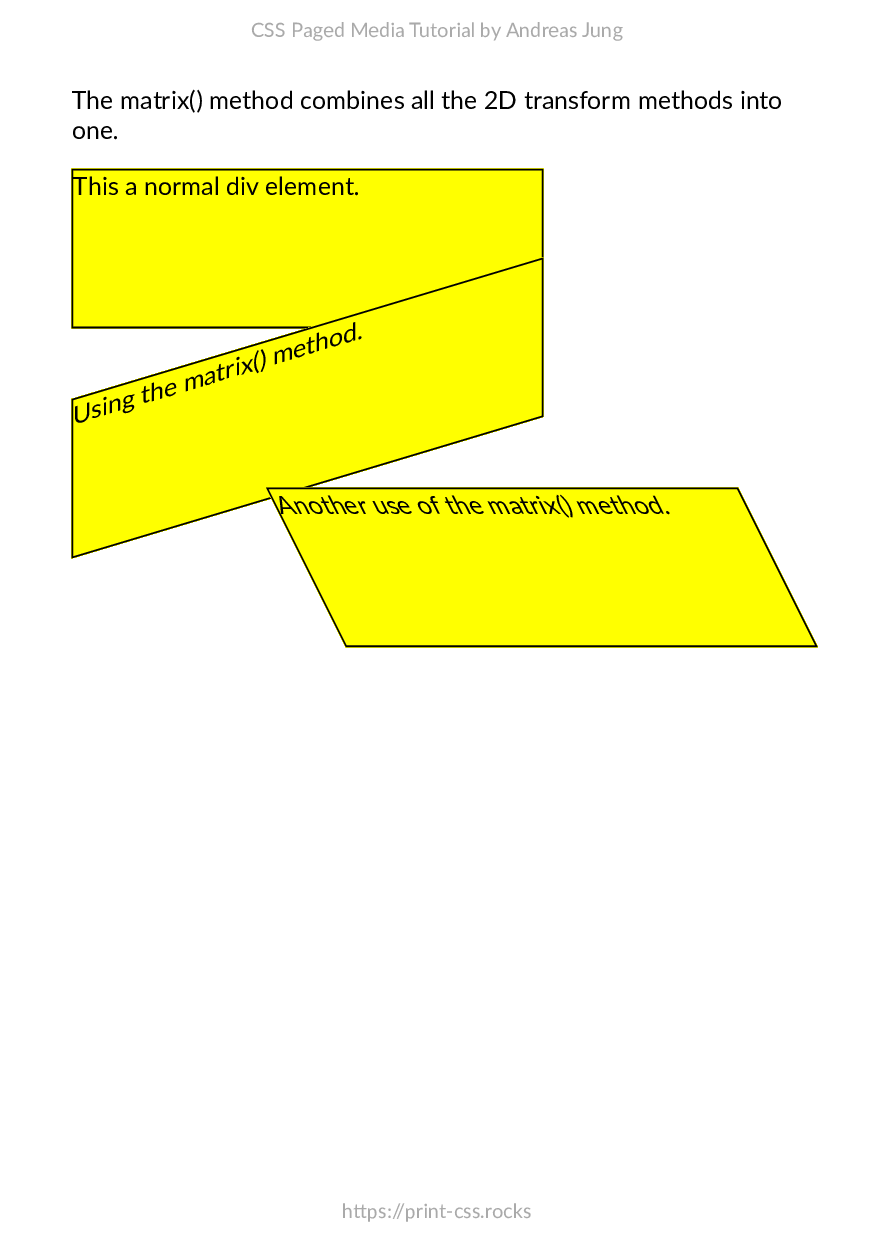 CSS Paged Media Tutorial by Andreas Jung
The matrix() method combines all the 2D transform methods into
one.
This a normal div element.
Using the matrix() method.
Another use of the matrix() method.
https://print-css.rocks